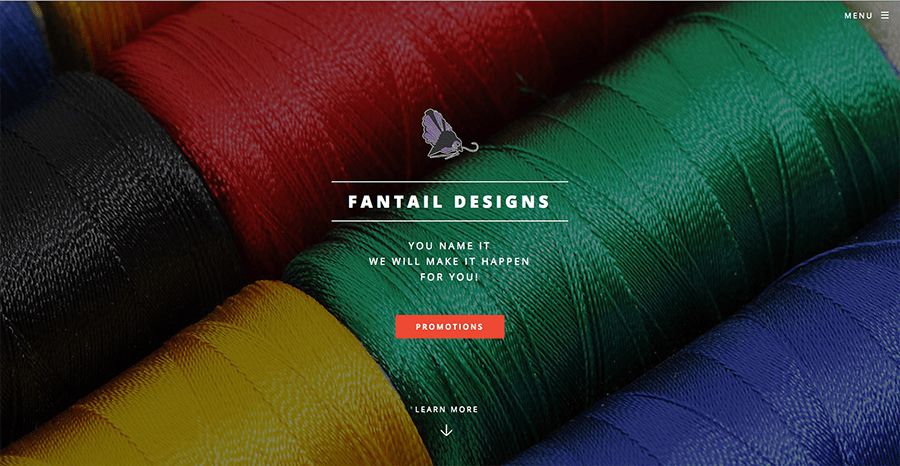 MENU
FANTAIL DESIGNS
YOU NAME IT
WE WILL MAKE IT HAPPEN
FOR YOU!
PROMOTIONS
LEARN MORE